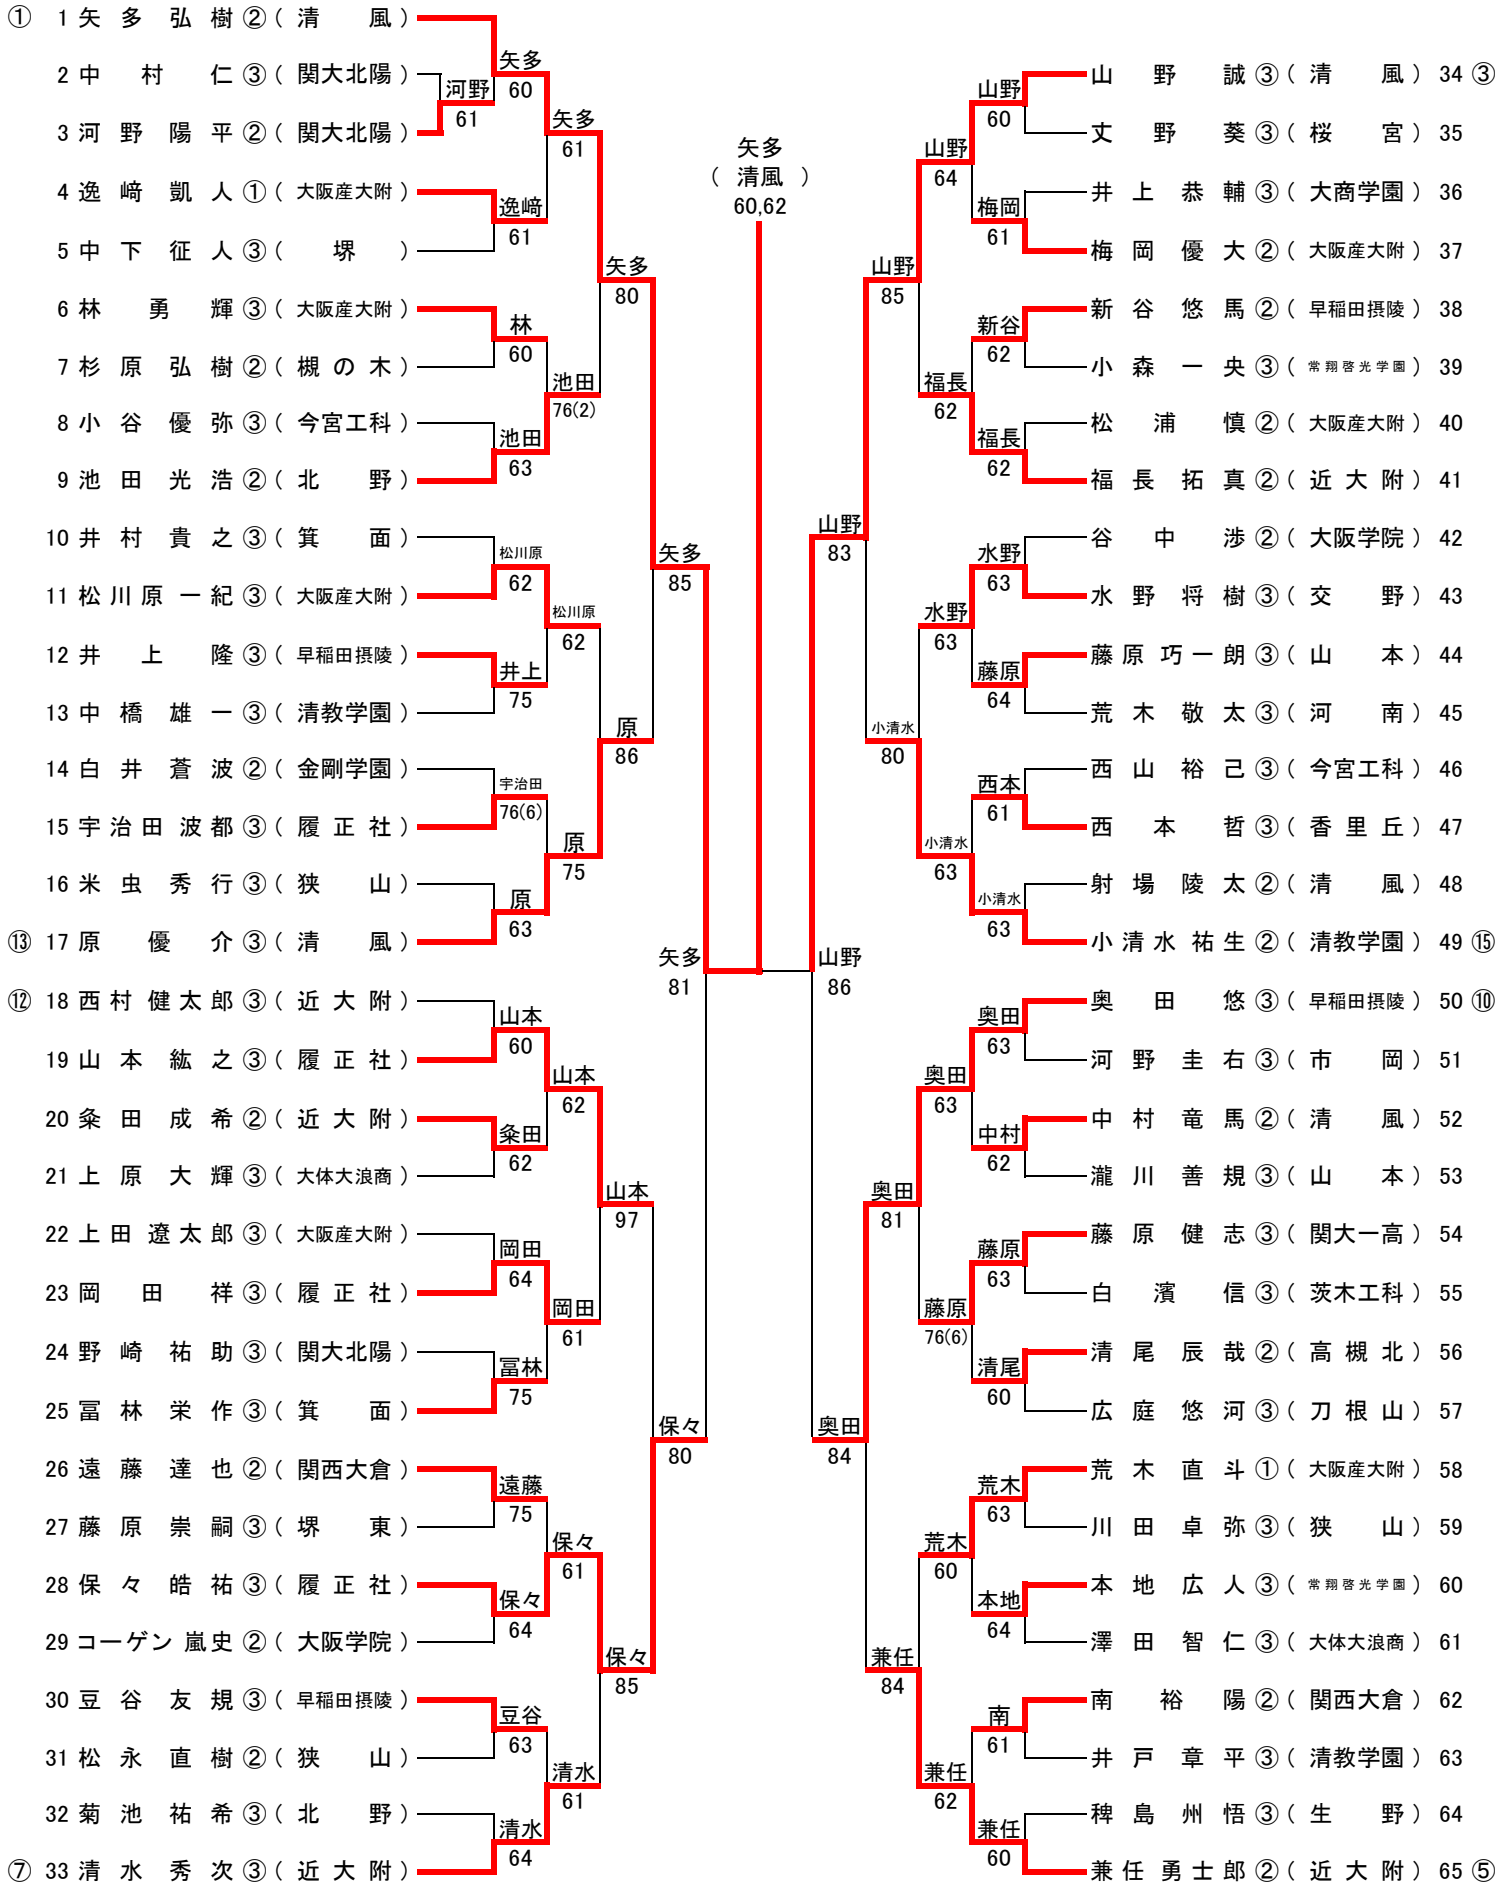 ① 1 矢多弘樹 ② ( 清風 )
2 中村仁 ③ ( 関大北陽 )
3 河野陽平 ② ( 関大北陽 )
4 逸﨑凱人 ① ( 大阪産大附 )
5 中下征人 ③ ( 堺 )
6 林勇輝 ③ ( 大阪産大附 )
7 杉原弘樹 ② ( 槻の木 )
8 小谷優弥 ③ ( 今宮工科 )
9 池田光浩 ② ( 北野 )
10 井村貴之 ③ ( 箕面 )
11 松川原一紀 ③ ( 大阪産大附 )
12 井上隆 ③ ( 早稲田摂陵 )
13 中橋雄一 ③ ( 清教学園 )
14 白井蒼波 ② ( 金剛学園 )
15 宇治田波都 ③ ( 履正社 )
16 米虫秀行 ③ ( 狭山 )
⑬ 17 原優介 ③ ( 清風 )
⑫ 18 西村健太郎 ③ ( 近大附 )
19 山本紘之 ③ ( 履正社 )
20 粂田成希 ② ( 近大附 )
21 上原大輝 ③ ( 大体大浪商 )
22 上田遼太郎 ③ ( 大阪産大附 )
23 岡田祥 ③ ( 履正社 )
24 野崎祐助 ③ ( 関大北陽 )
25 冨林栄作 ③ ( 箕面 )
26 遠藤達也 ② ( 関西大倉 )
27 藤原崇嗣 ③ ( 堺東 )
28 保々皓祐 ③ ( 履正社 )
29 コーゲン嵐史 ② ( 大阪学院 )
30 豆谷友規 ③ ( 早稲田摂陵 )
31 松永直樹 ② ( 狭山 )
32 菊池祐希 ③ ( 北野 )
⑦ 33 清水秀次 ③ ( 近大附 )
河野
61
矢多
60
逸﨑
61
林
60
池田
63
松川原
62
井上
75
宇治田
76(6)
原
63
山本
60
粂田
62
岡田
64
冨林
75
遠藤
75
保々
64
豆谷
63
清水
64
矢多
61
池田
76(2)
松川原
62
原
75
山本
62
岡田
61
保々
61
清水
61
矢多
80
原
86
山本
97
保々
85
矢多
85
保々
80
矢多
81
矢多
( 清風 )
60,62
山野
86
山野
83
奥田
84
山野
85
小清水
80
奥田
81
兼任
84
山野
64
福長
62
水野
63
小清水
63
奥田
63
藤原
76(6)
荒木
60
兼任
62
山野
60
梅岡
61
新谷
62
福長
62
水野
63
藤原
64
西本
61
小清水
63
奥田
63
中村
62
藤原
63
清尾
60
荒木
63
本地
64
南
61
兼任
60
山野誠 ③ ( 清風 ) 34 ③
丈野葵 ③ ( 桜宮 ) 35
井上恭輔 ③ ( 大商学園 ) 36
梅岡優大 ② ( 大阪産大附 ) 37
新谷悠馬 ② ( 早稲田摂陵 ) 38
小森一央 ③ ( 常翔啓光学園 ) 39
松浦慎 ② ( 大阪産大附 ) 40
福長拓真 ② ( 近大附 ) 41
谷中渉 ② ( 大阪学院 ) 42
水野将樹 ③ ( 交野 ) 43
藤原巧一朗 ③ ( 山本 ) 44
荒木敬太 ③ ( 河南 ) 45
西山裕己 ③ ( 今宮工科 ) 46
西本哲 ③ ( 香里丘 ) 47
射場陵太 ② ( 清風 ) 48
小清水祐生 ② ( 清教学園 ) 49 ⑮
奥田悠 ③ ( 早稲田摂陵 ) 50 ⑩
河野圭右 ③ ( 市岡 ) 51
中村竜馬 ② ( 清風 ) 52
瀧川善規 ③ ( 山本 ) 53
藤原健志 ③ ( 関大一高 ) 54
白濱信 ③ ( 茨木工科 ) 55
清尾辰哉 ② ( 高槻北 ) 56
広庭悠河 ③ ( 刀根山 ) 57
荒木直斗 ① ( 大阪産大附 ) 58
川田卓弥 ③ ( 狭山 ) 59
本地広人 ③ ( 常翔啓光学園 ) 60
澤田智仁 ③ ( 大体大浪商 ) 61
南裕陽 ② ( 関西大倉 ) 62
井戸章平 ③ ( 清教学園 ) 63
稗島州悟 ③ ( 生野 ) 64
兼任勇士郎 ② ( 近大附 ) 65 ⑤